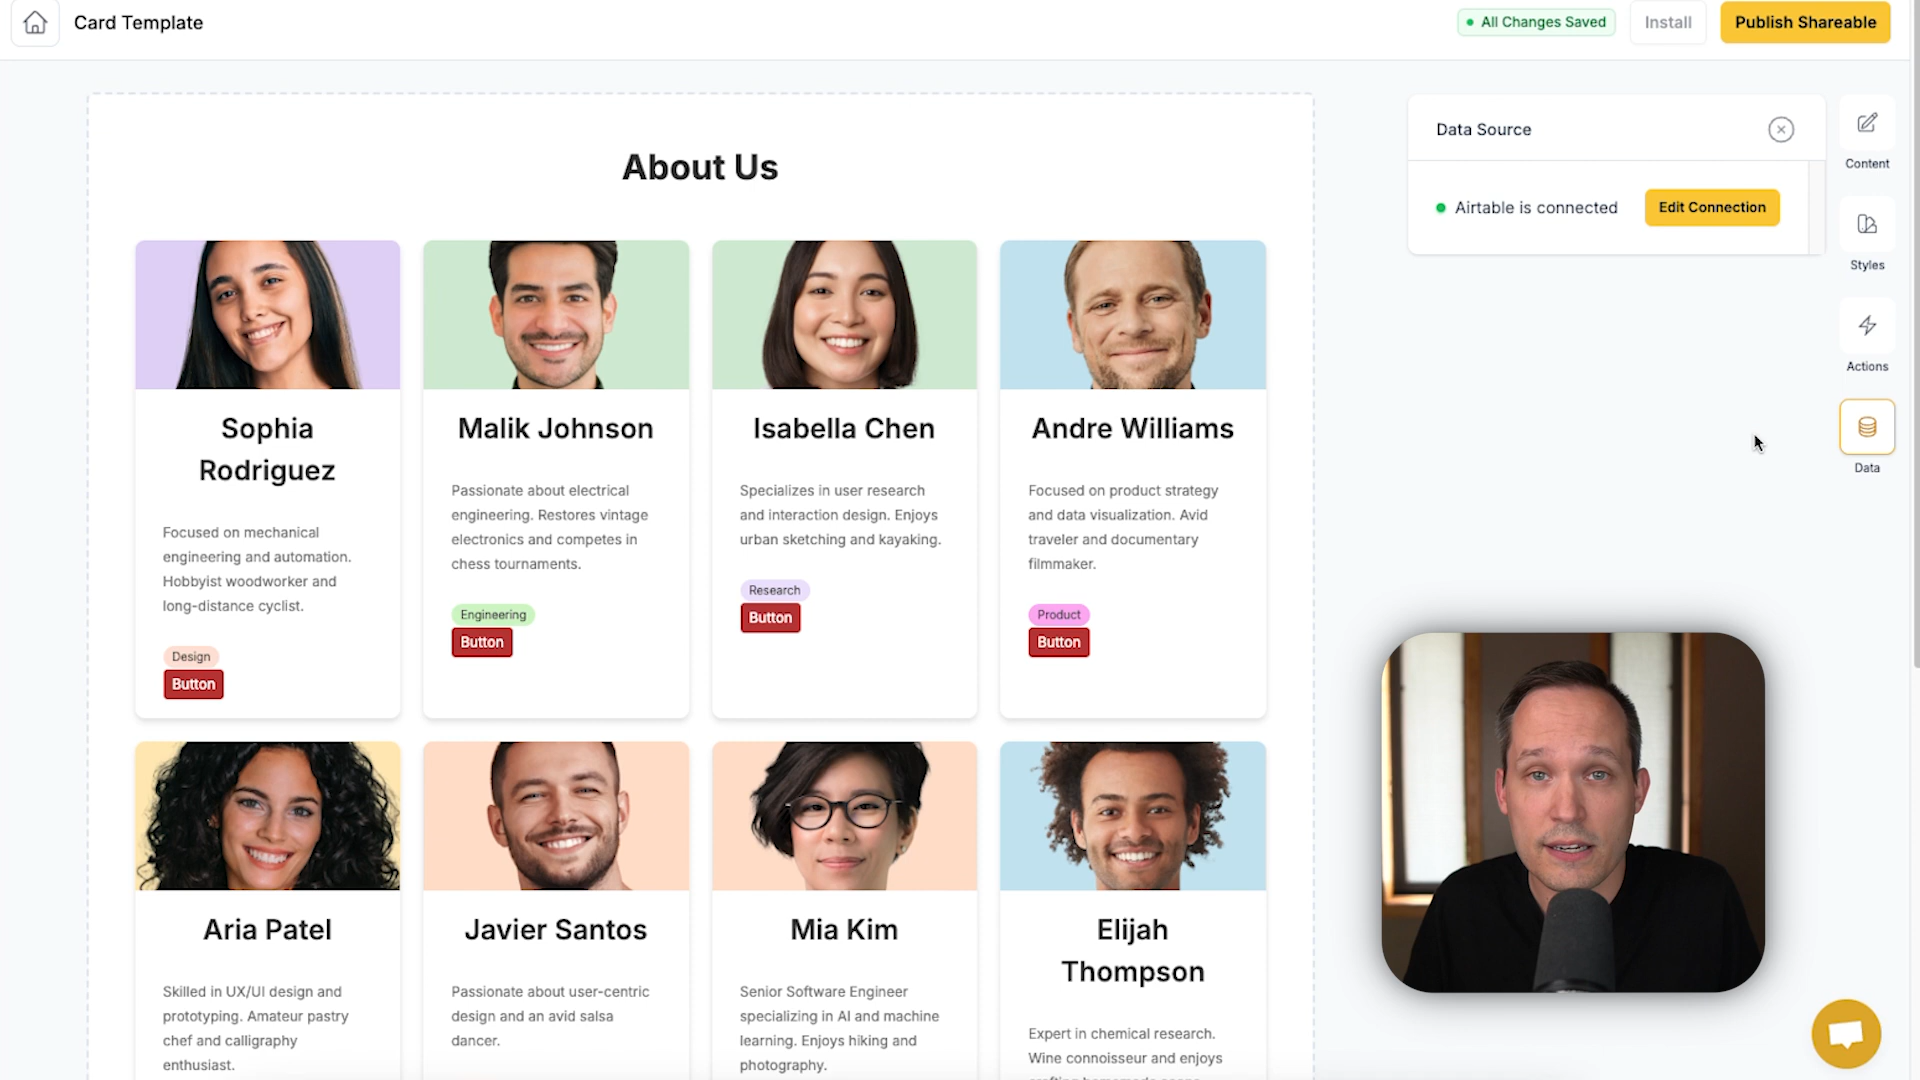 Card Template
All Changes Saved
Install
Publish Shareable
About Us
Sophia
Rodriguez
Focused on mechanical
engineering and automation.
Hobbyist woodworker and
long-distance cyclist.
Design
Button
Malik Johnson
Passionate about electrical
engineering. Restores vintage
electronics and competes in
chess tournaments.
Engineering
Button
Isabella Chen
Specializes in user research
and interaction design. Enjoys
urban sketching and kayaking.
Research
Button
Andre Williams
Focused on product strategy
and data visualization. Avid
traveler and documentary
filmmaker.
Product
Button
Aria Patel
Skilled in UX/UI design and
prototyping. Amateur pastry
chef and calligraphy
enthusiast.
Javier Santos
Passionate about user-centric
design and an avid salsa
dancer.
Mia Kim
Senior Software Engineer
specializing in AI and machine
learning. Enjoys hiking and
photography.
Elijah
Thompson
Expert in chemical research.
Wine connoisseur and enjoys
Data Source
Airtable is connected
Edit Connection
Content
Styles
Actions
Data